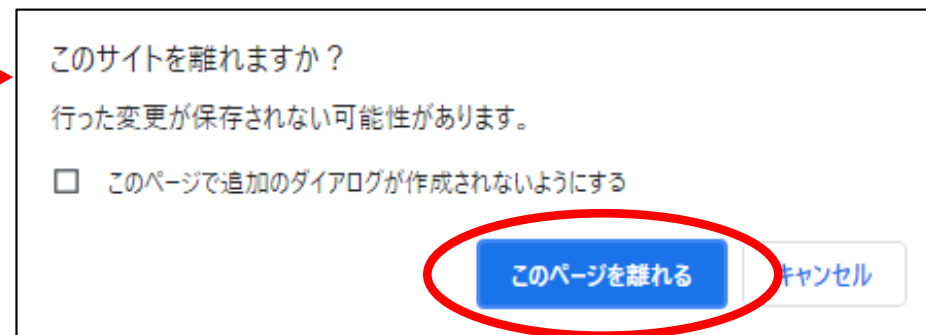 このサイトを離れますか？
行った変更が保存されない可能性があります。
このページで追加のダイアログが作成されないようにする
このページを離れる キャンセル